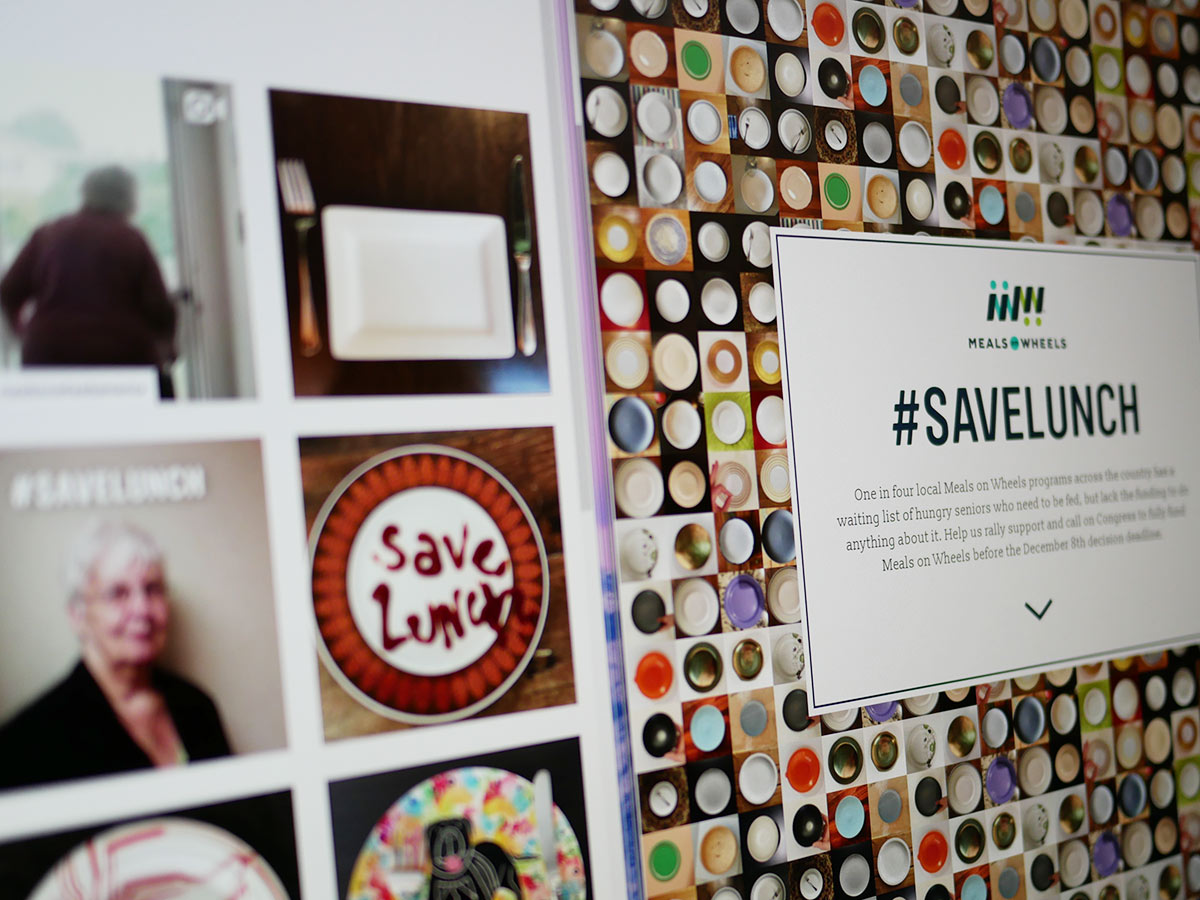 #SAVELUNCH
Save
Lunch
MEALS ON WHEELS
#SAVELUNCH
One in four local Meals on Wheels programs across the country has a
waiting list of hungry seniors who need to be fed, but lack the funding to do
anything about it. Help us rally support and call on Congress to fully fund
Meals on Wheels before the December 8th decision deadline.